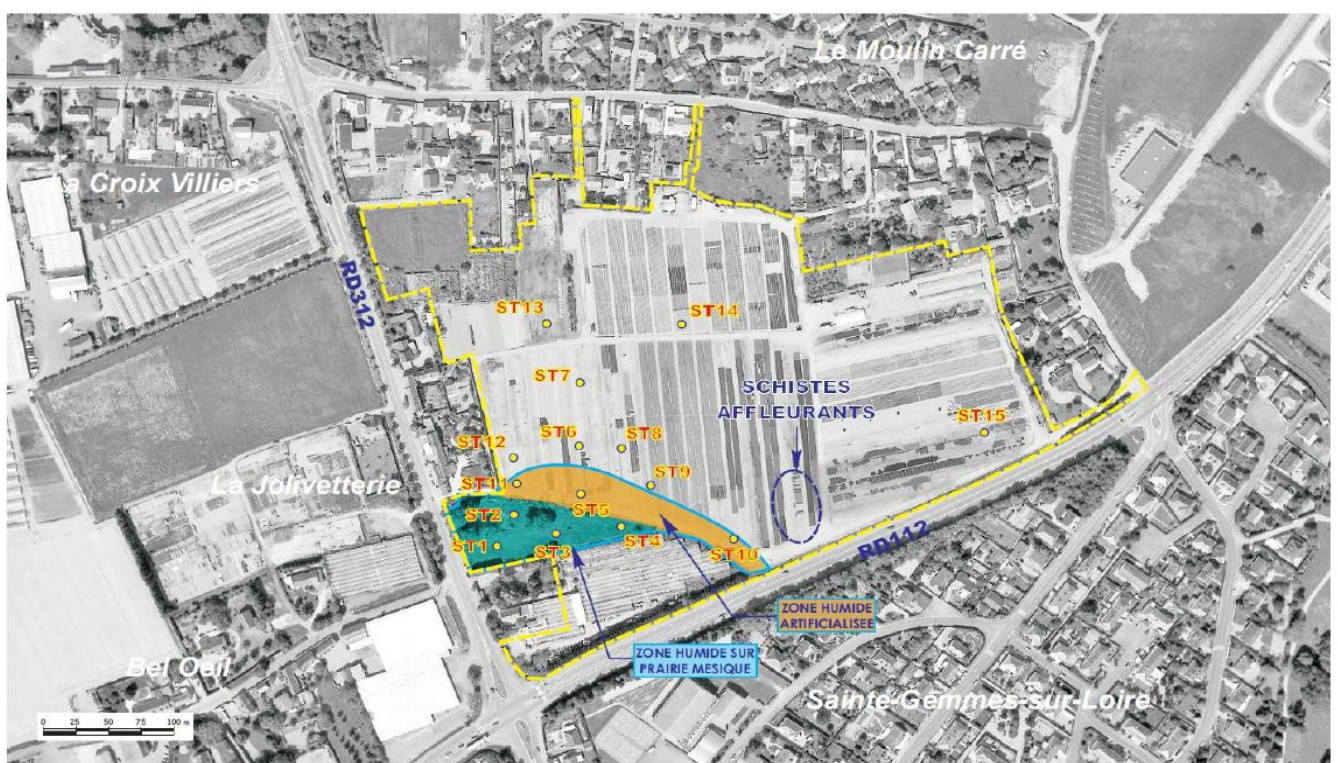 Le Moulin Carré
La Croix Villiers
RD312
ST13
ST14
ST7
SCHISTES
AFFLEURANTS
ST15
ST12
ST6
ST8
ST11
ST9
La Jolivetterie
ST2
ST5
ST1
ST3
ST4
ST10
RD112
ZONE HUMIDE
ARTIFICIALISEE
ZONE HUMIDE SUR
PRAIRIE MESIQUE
Bel Oeil
Sainte-Gemmes-sur-Loire
0 25 50 75 100 m